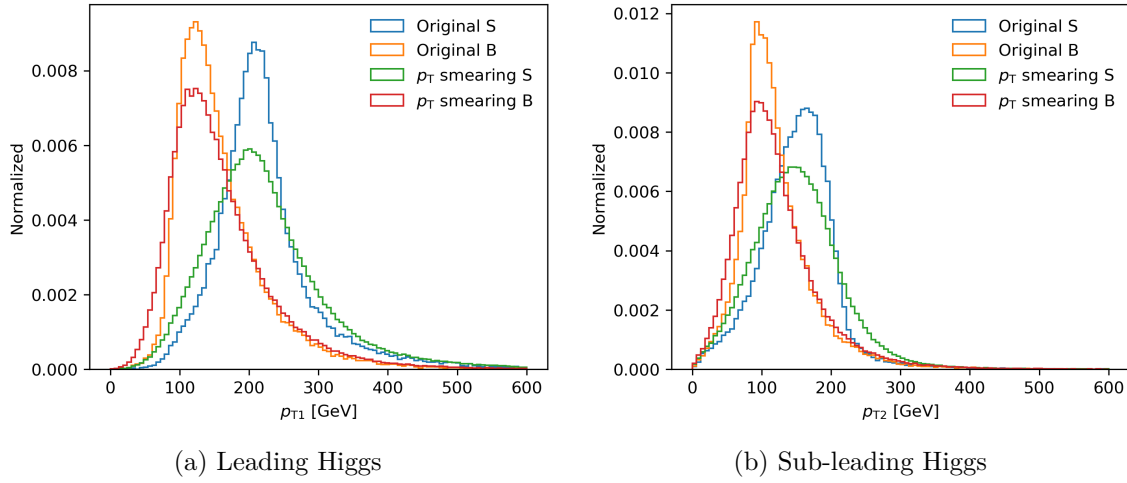 Original S
Original B
pT smearing S
pT smearing B
0.008
0.006
0.004
0.002
0.000
Normalized
0 100 200 300 400 500 600
pT1 [GeV]
(a) Leading Higgs
Original S
Original B
pT smearing S
pT smearing B
0.012
0.010
0.008
0.006
0.004
0.002
0.000
Normalized
0 100 200 300 400 500 600
pT2 [GeV]
(b) Sub-leading Higgs